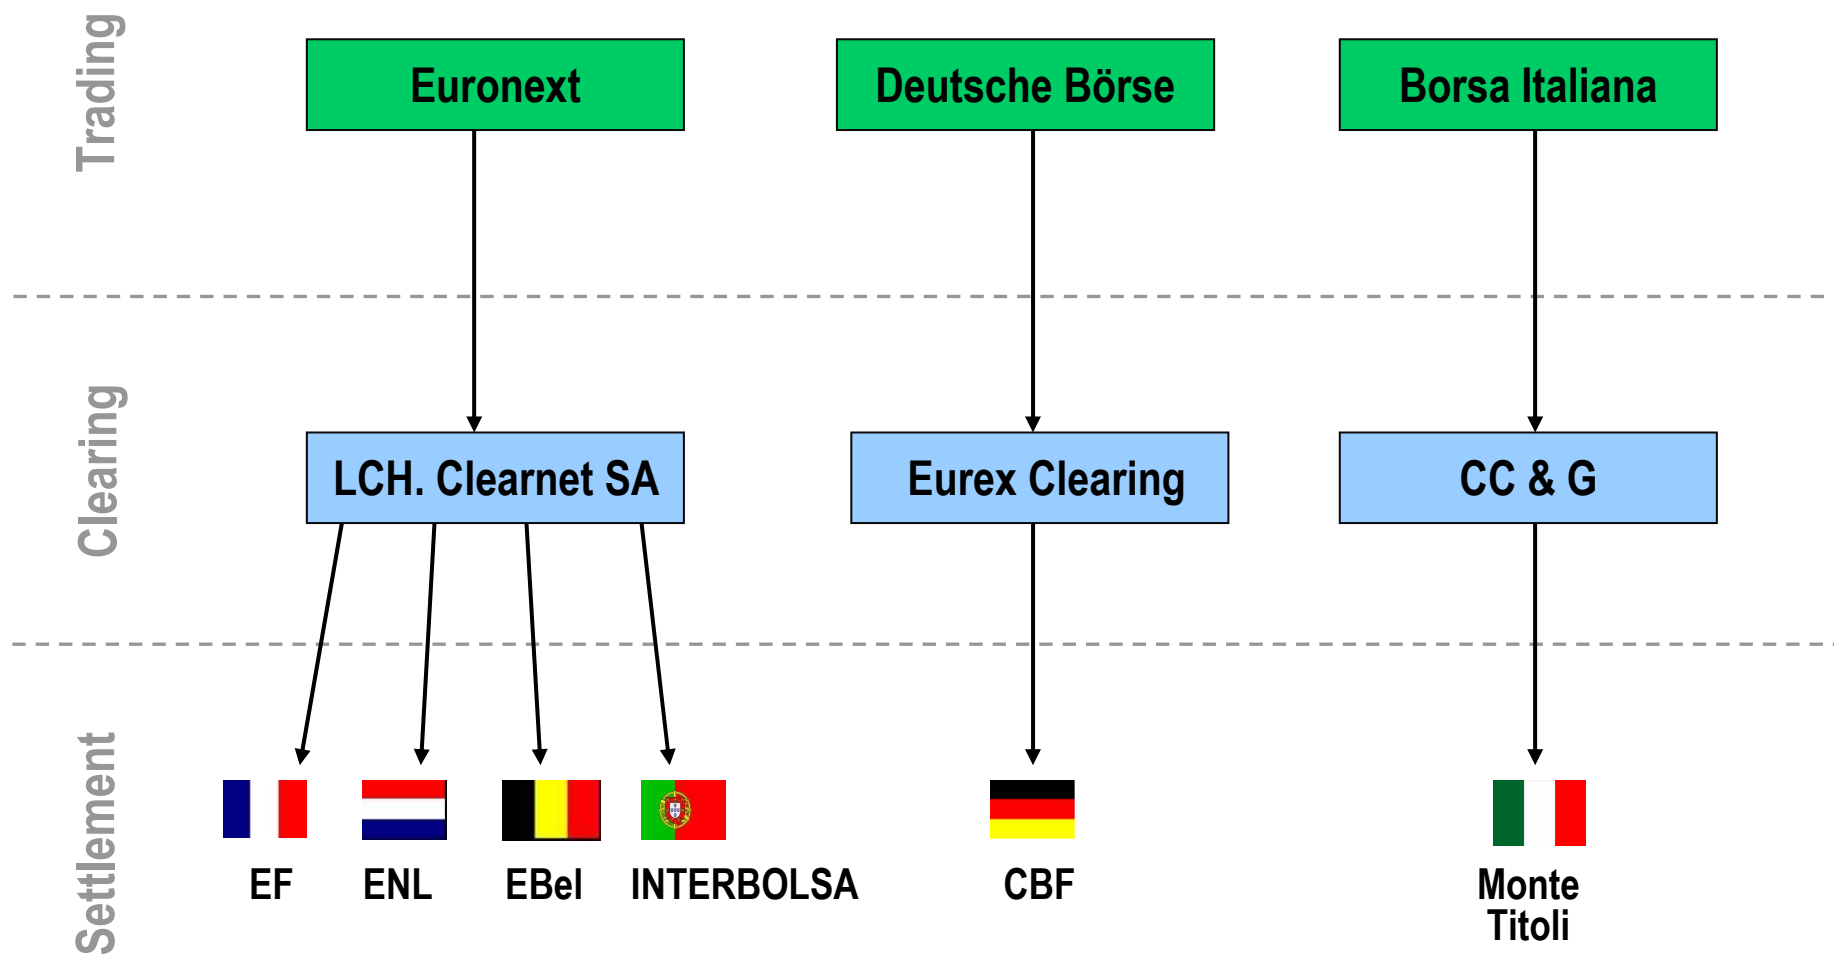 Trading
Euronext
Deutsche Börse
Borsa Italiana
Clearing
LCH. Clearnet SA
Eurex Clearing
CC & G
Settlement
EF
ENL
EBel
INTERBOLSA
CBF
Monte
Titoli